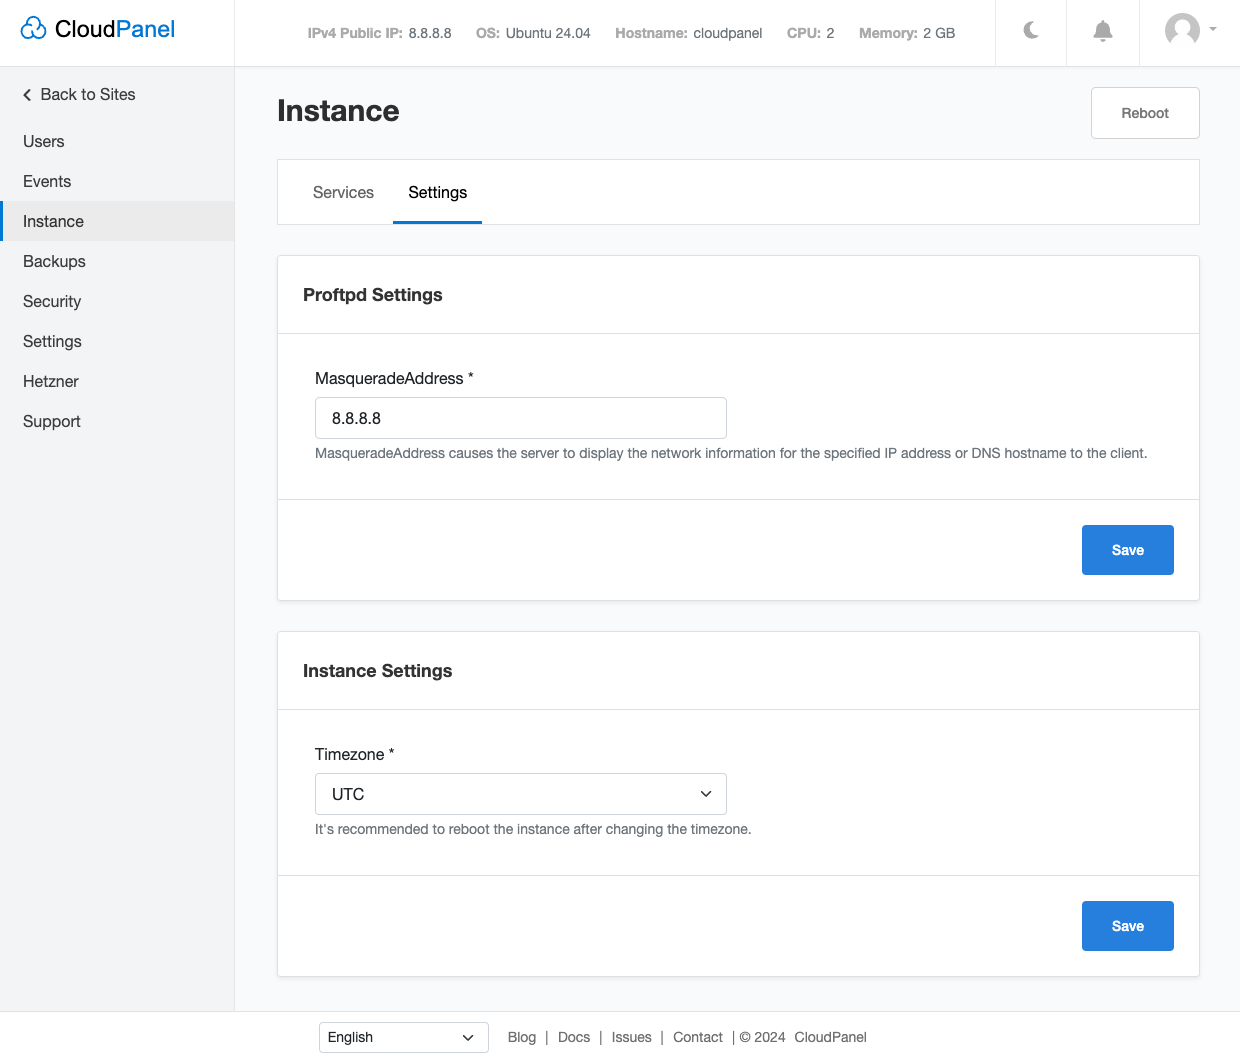 CloudPanel
IPv4 Public IP: 8.8.8.8 OS: Ubuntu 24.04 Hostname: cloudpanel CPU: 2 Memory: 2 GB
Back to Sites
Users
Events
Instance
Backups
Security
Settings
Hetzner
Support
Instance
Reboot
Services Settings
Proftpd Settings
MasqueradeAddress *
8.8.8.8
MasqueradeAddress causes the server to display the network information for the specified IP address or DNS hostname to the client.
Save
Instance Settings
Timezone *
UTC
It's recommended to reboot the instance after changing the timezone.
Save
English
Blog | Docs | Issues | Contact | © 2024 CloudPanel